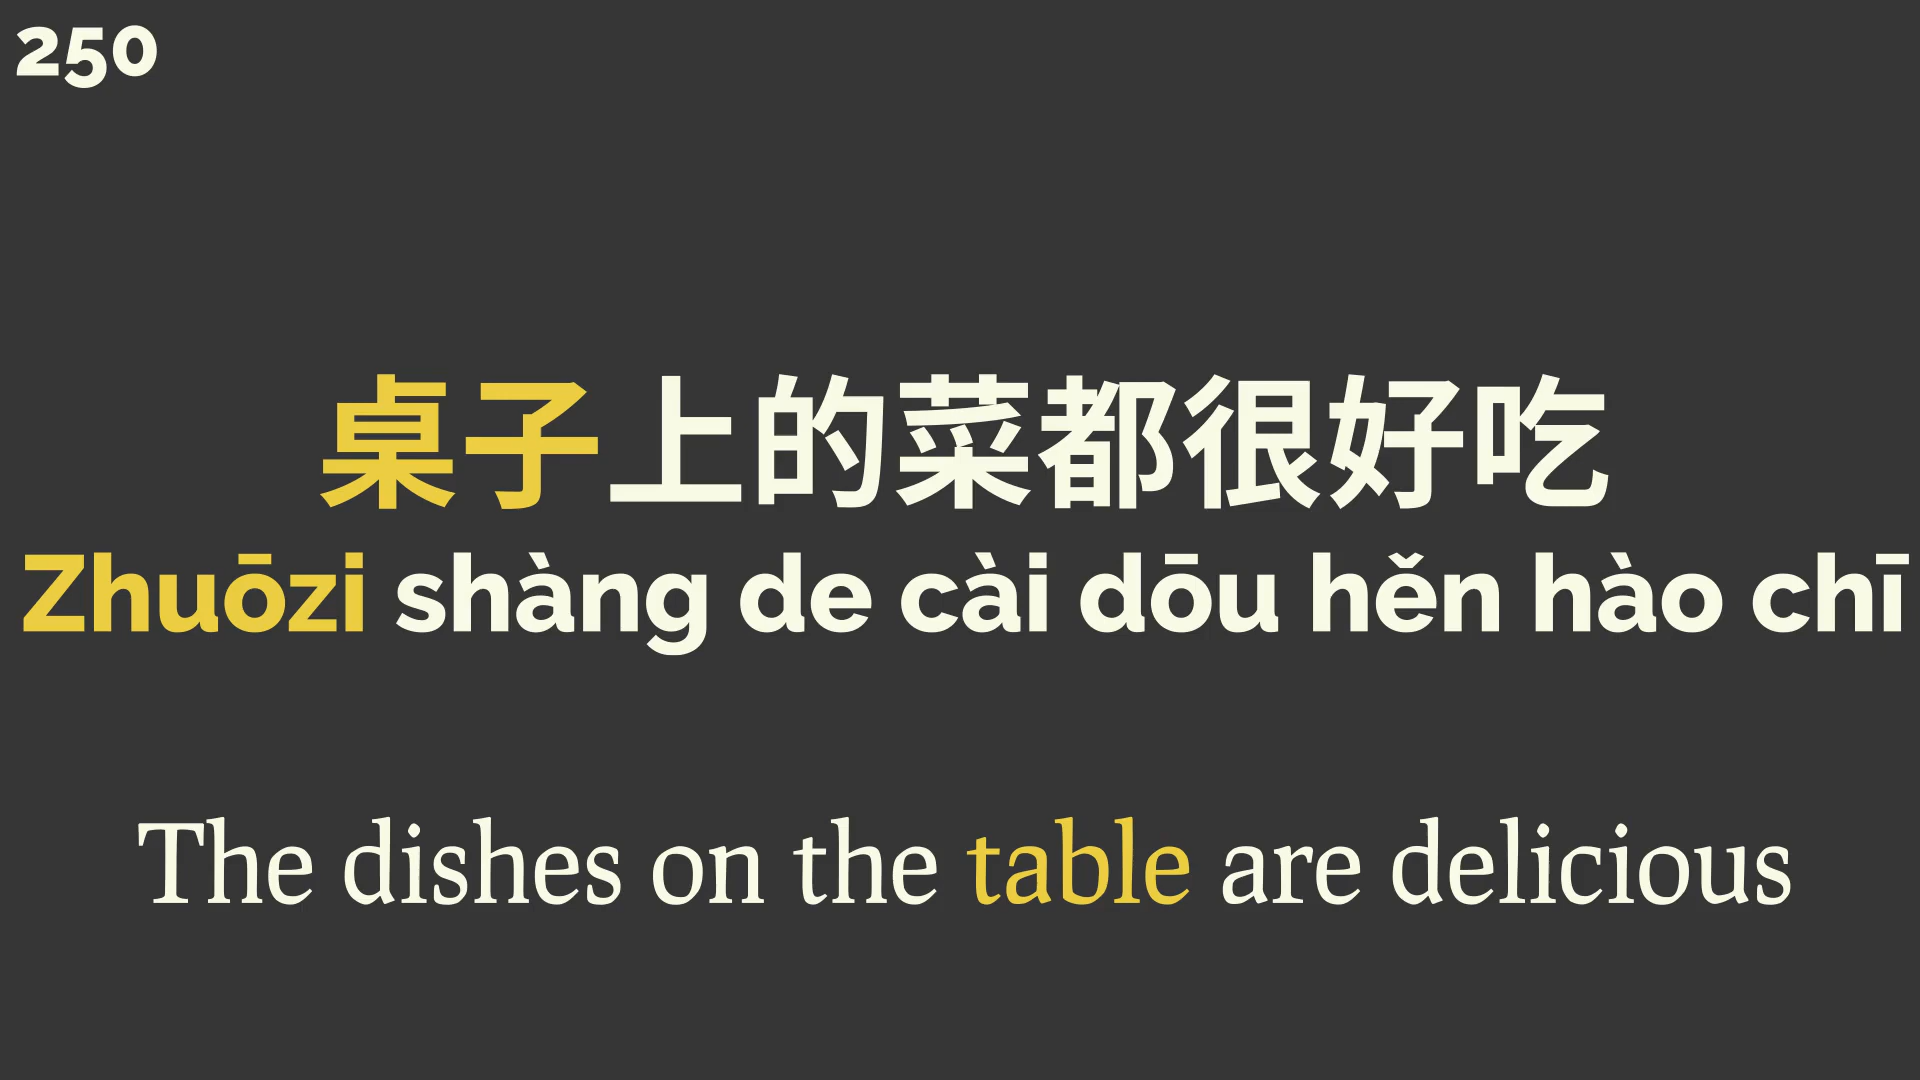 250
桌子上的菜都很好吃
Zhuōzi shàng de cài dōu hěn hào chī
The dishes on the table are delicious